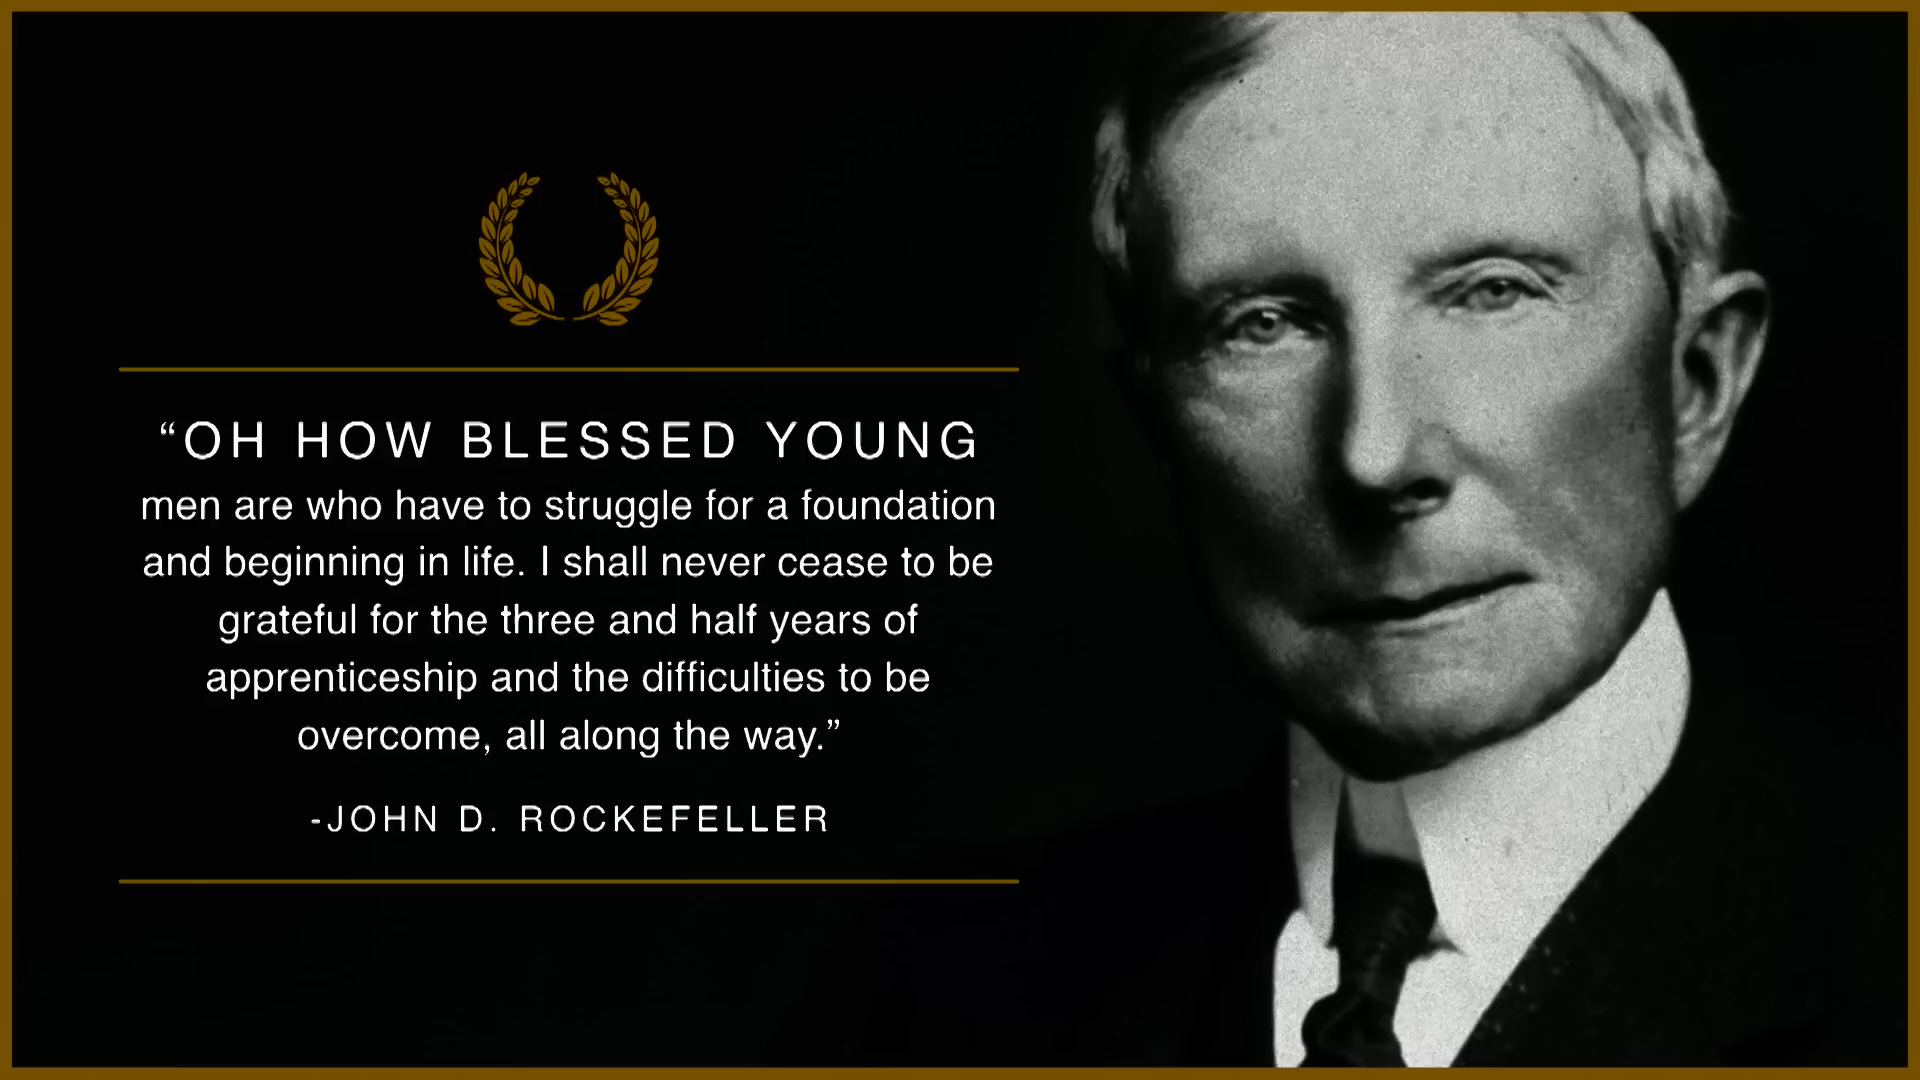 “OH HOW BLESSED YOUNG
men are who have to struggle for a foundation
and beginning in life. I shall never cease to be
grateful for the three and half years of
apprenticeship and the difficulties to be
overcome, all along the way.”
-JOHN D. ROCKEFELLER